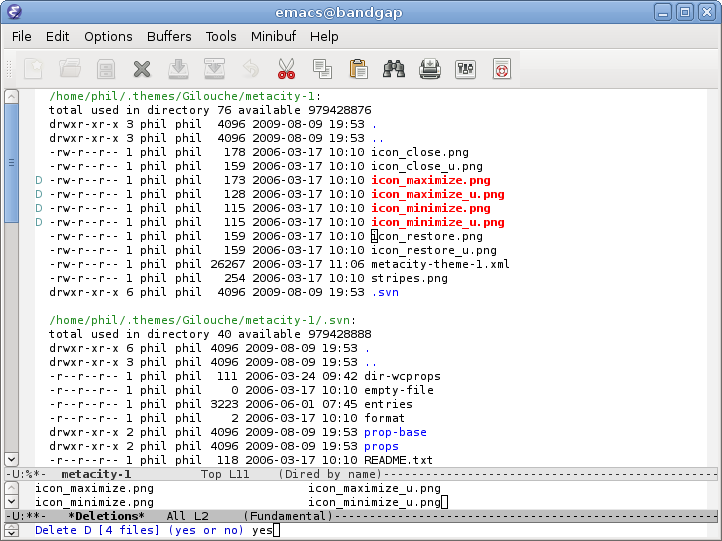 emacs@bandgap
File Edit Options Buffers Tools Minibuf Help
/home/phil/.themes/Gilouche/metacity-1:
total used in directory 76 available 979428876
drwxr-xr-x 3 phil phil  4096 2009-08-09 19:53 .
drwxr-xr-x 3 phil phil  4096 2009-08-09 19:53 ..
-rw-r--r-- 1 phil phil   178 2006-03-17 10:10 icon_close.png
-rw-r--r-- 1 phil phil   159 2006-03-17 10:10 icon_close_u.png
D -rw-r--r-- 1 phil phil   173 2006-03-17 10:10 icon_maximize.png
D -rw-r--r-- 1 phil phil   128 2006-03-17 10:10 icon_maximize_u.png
D -rw-r--r-- 1 phil phil   115 2006-03-17 10:10 icon_minimize.png
D -rw-r--r-- 1 phil phil   115 2006-03-17 10:10 icon_minimize_u.png
-rw-r--r-- 1 phil phil   159 2006-03-17 10:10 icon_restore.png
-rw-r--r-- 1 phil phil   159 2006-03-17 10:10 icon_restore_u.png
-rw-r--r-- 1 phil phil 26267 2006-03-17 11:06 metacity-theme-1.xml
-rw-r--r-- 1 phil phil   254 2006-03-17 10:10 stripes.png
drwxr-xr-x 6 phil phil  4096 2009-08-09 19:53 .svn
/home/phil/.themes/Gilouche/metacity-1/.svn:
total used in directory 40 available 979428888
drwxr-xr-x 6 phil phil 4096 2009-08-09 19:53 .
drwxr-xr-x 3 phil phil 4096 2009-08-09 19:53 ..
-r--r--r-- 1 phil phil  111 2006-03-24 09:42 dir-wcprops
-r--r--r-- 1 phil phil    0 2006-03-17 10:10 empty-file
-r--r--r-- 1 phil phil 3223 2006-06-01 07:45 entries
-r--r--r-- 1 phil phil    2 2006-03-17 10:10 format
drwxr-xr-x 2 phil phil 4096 2009-08-09 19:53 prop-base
drwxr-xr-x 2 phil phil 4096 2009-08-09 19:53 props
-r--r--r-- 1 phil phil  118 2006-03-17 10:10 README.txt
-U:%*-  metacity-1          Top L11    (Dired by name)-------------------------------------------------
icon_maximize.png                      icon_maximize_u.png
icon_minimize.png                      icon_minimize_u.png
-U:**-  *Deletions*   All L2     (Fundamental)-------------------------------------------------------
Delete D [4 files] (yes or no) yes